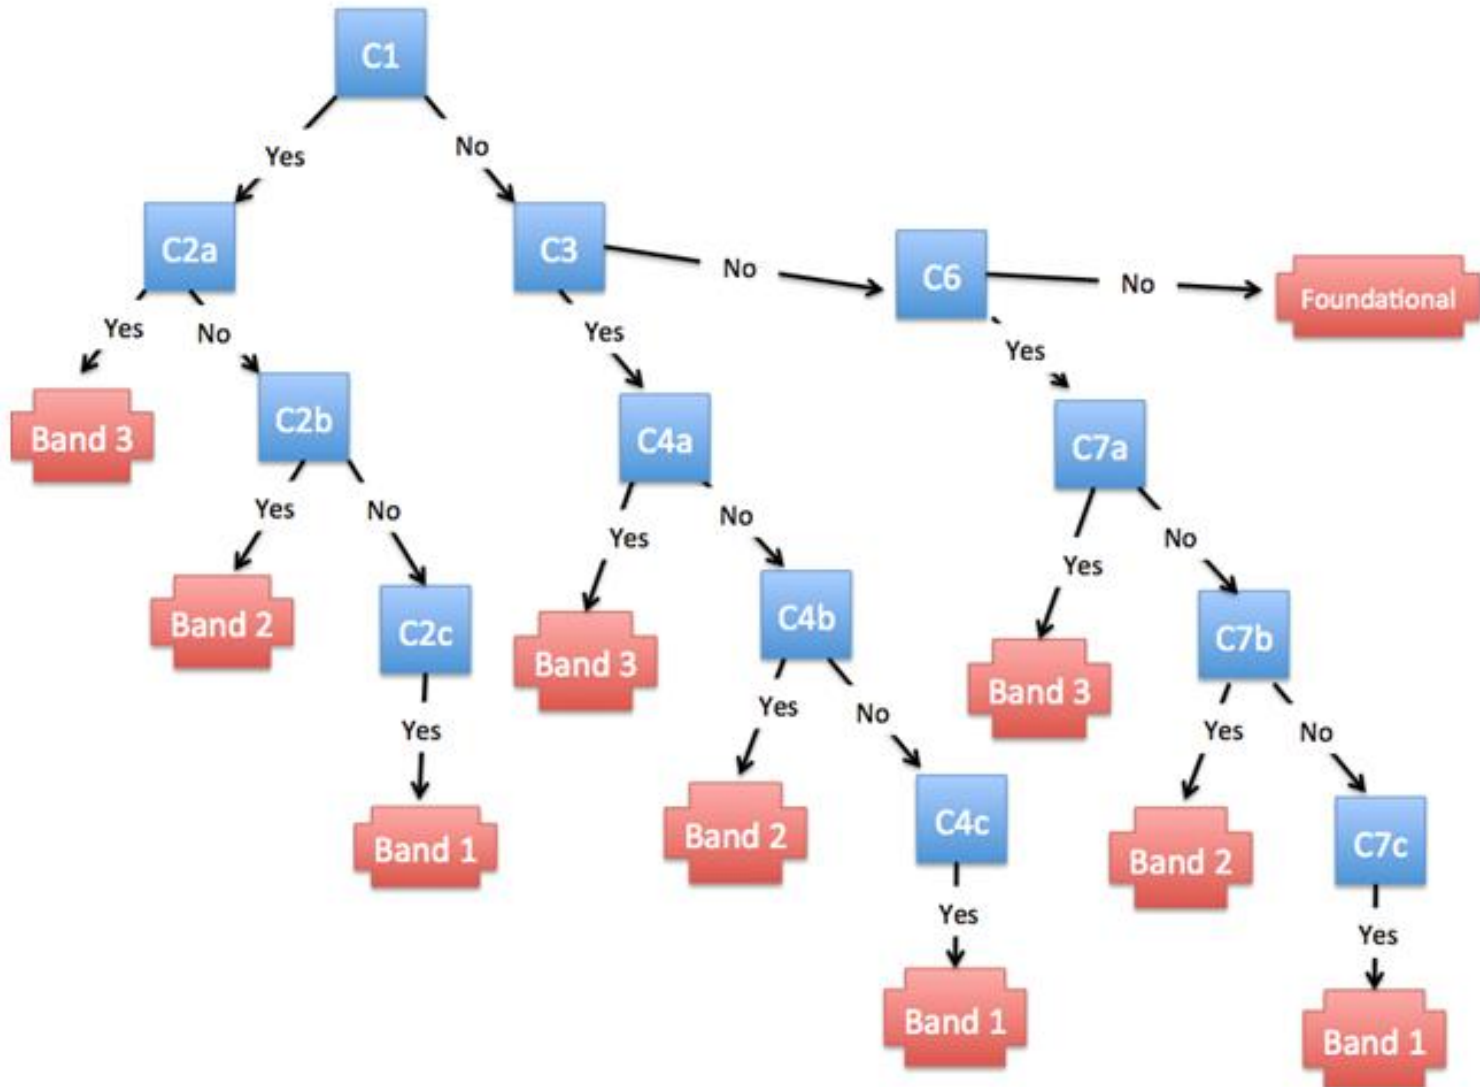 C1
Yes
No
C2a
C3
No
C6
No
Foundational
Yes
No
Yes
Yes
Band 3
C2b
C4a
C7a
Yes
No
Yes
No
Yes
No
Band 2
C2c
Band 3
C4b
Band 3
C7b
Yes
Yes
No
Yes
No
Band 1
Band 2
C4c
Band 2
C7c
Yes
Yes
Band 1
Band 1